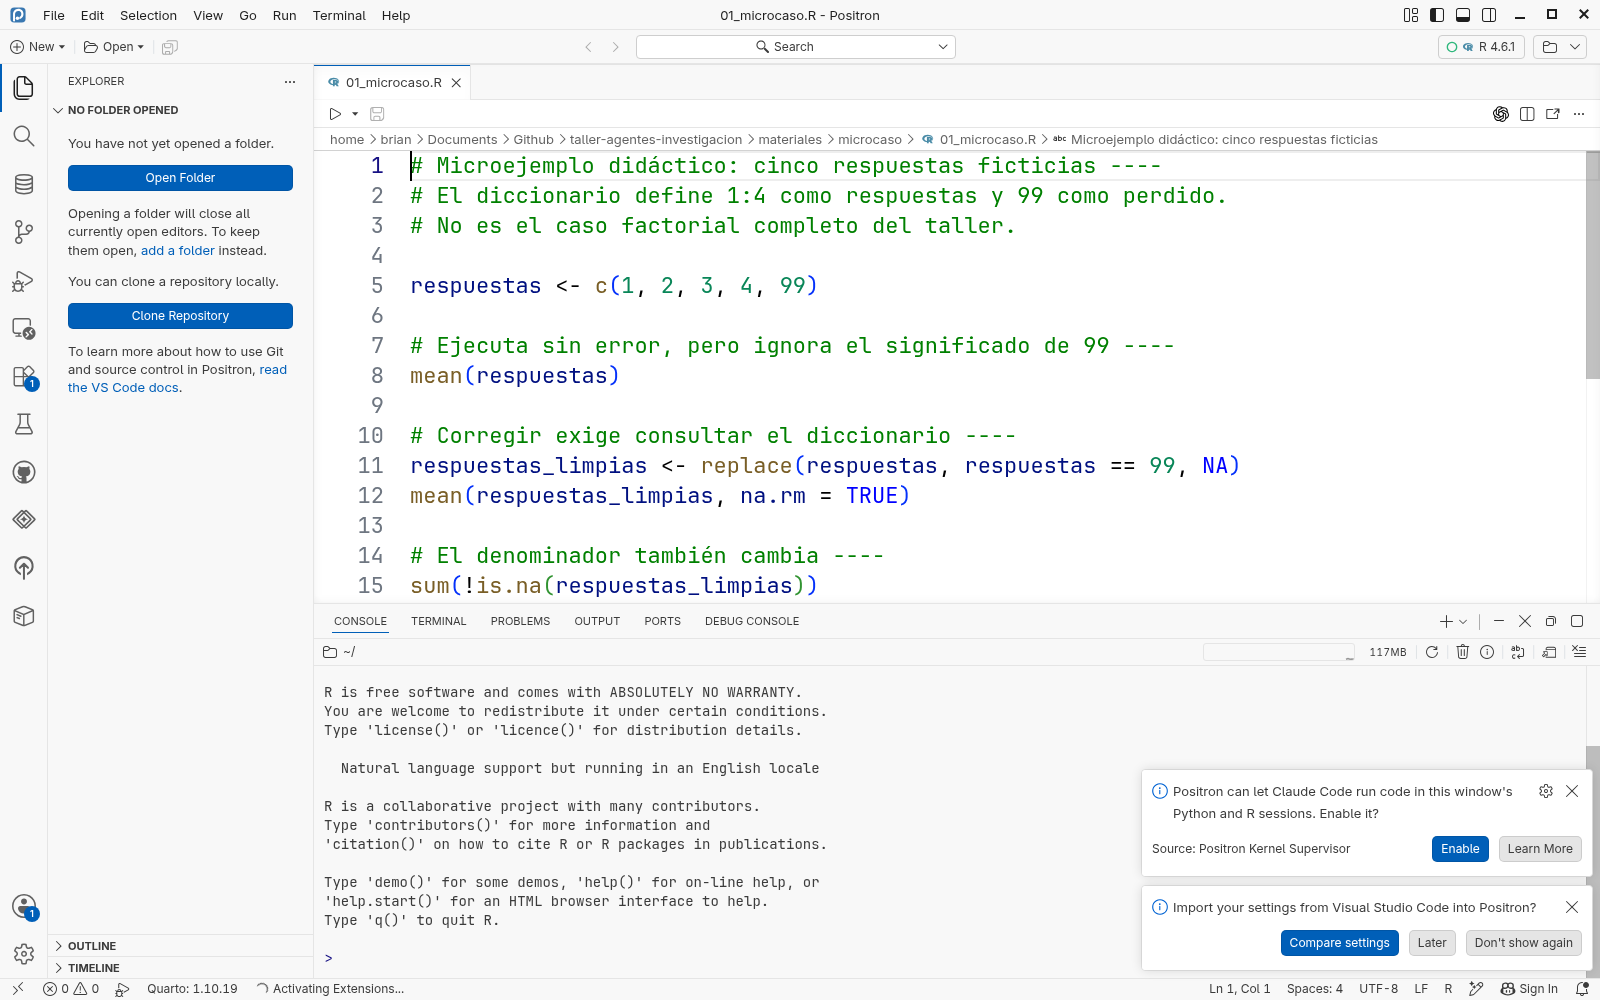 File Edit Selection View Go Run Terminal Help
01_microcaso.R - Positron
New Open
Search
R 4.6.1
EXPLORER
NO FOLDER OPENED
You have not yet opened a folder.
Open Folder
Opening a folder will close all
currently open editors. To keep
them open, add a folder instead.
You can clone a repository locally.
Clone Repository
To learn more about how to use Git
and source control in Positron, read
the VS Code docs.
1
1
OUTLINE
TIMELINE
01_microcaso.R
home > brian > Documents > Github > taller-agentes-investigacion > materiales > microcaso > 01_microcaso.R > abc Microejemplo didáctico: cinco respuestas ficticias
1 # Microejemplo didáctico: cinco respuestas ficticias ----
2 # El diccionario define 1:4 como respuestas y 99 como perdido.
3 # No es el caso factorial completo del taller.
4
5 respuestas <- c(1, 2, 3, 4, 99)
6
7 # Ejecuta sin error, pero ignora el significado de 99 ----
8 mean(respuestas)
9
10 # Corregir exige consultar el diccionario ----
11 respuestas_limpias <- replace(respuestas, respuestas == 99, NA)
12 mean(respuestas_limpias, na.rm = TRUE)
13
14 # El denominador también cambia ----
15 sum(!is.na(respuestas_limpias))
CONSOLE TERMINAL PROBLEMS OUTPUT PORTS DEBUG CONSOLE
~/
117MB
R is free software and comes with ABSOLUTELY NO WARRANTY.
You are welcome to redistribute it under certain conditions.
Type 'license()' or 'licence()' for distribution details.
Natural language support but running in an English locale
R is a collaborative project with many contributors.
Type 'contributors()' for more information and
'citation()' on how to cite R or R packages in publications.
Type 'demo()' for some demos, 'help()' for on-line help, or
'help.start()' for an HTML browser interface to help.
Type 'q()' to quit R.
>
Positron can let Claude Code run code in this window's
Python and R sessions. Enable it?
Source: Positron Kernel Supervisor
Enable Learn More
Import your settings from Visual Studio Code into Positron?
Compare settings Later Don't show again
0 0 Quarto: 1.10.19 Activating Extensions... Ln 1, Col 1 Spaces: 4 UTF-8 LF R Sign In